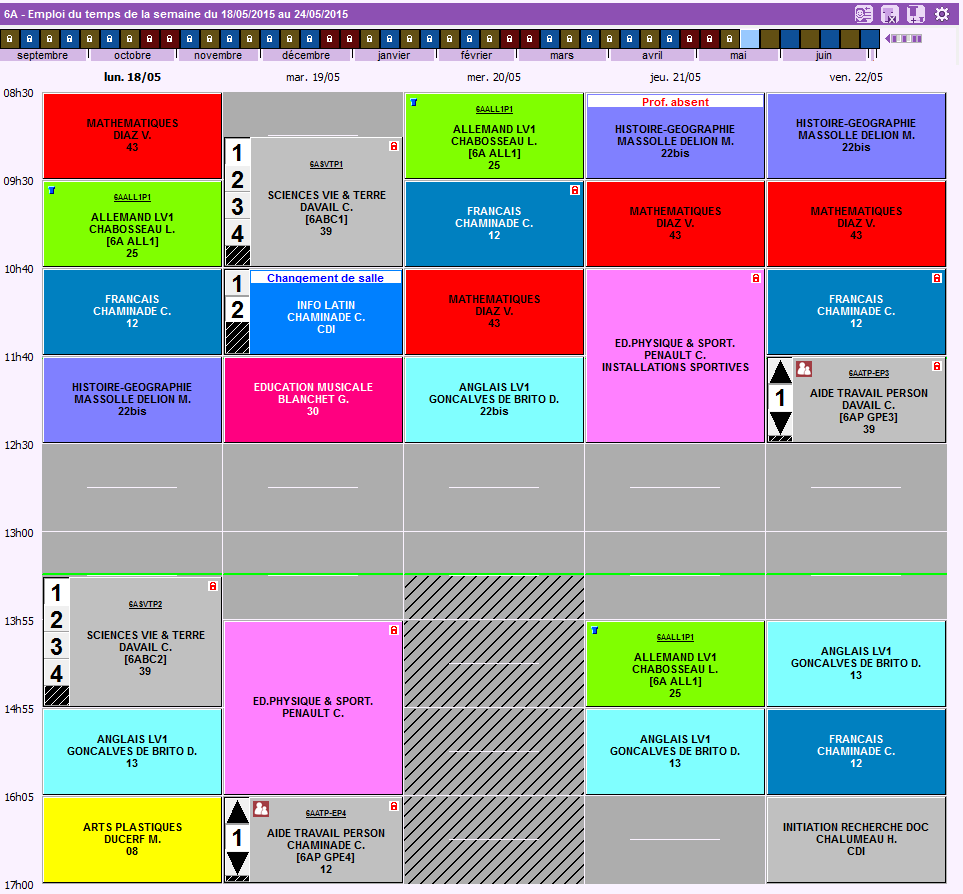 6A - Emploi du temps de la semaine du 18/05/2015 au 24/05/2015
septembre octobre novembre décembre janvier février mars avril mai juin
lun. 18/05 mar. 19/05 mer. 20/05 jeu. 21/05 ven. 22/05
08h30
09h30
10h40
11h40
12h30
13h00
13h55
14h55
16h05
17h00
MATHEMATIQUES
DIAZ V.
43
6AALL1P1
ALLEMAND LV1
CHABOSSEAU L.
[6A ALL1]
25
FRANCAIS
CHAMINADE C.
12
HISTOIRE-GEOGRAPHIE
MASSOLLE DELION M.
22bis
1
2
3
4
6ASVTP2
SCIENCES VIE & TERRE
DAVAIL C.
[6ABC2]
39
ANGLAIS LV1
GONCALVES DE BRITO D.
13
ARTS PLASTIQUES
DUCERF M.
08
1
2
3
4
6ASVTP1
SCIENCES VIE & TERRE
DAVAIL C.
[6ABC1]
39
1
2
Changement de salle
INFO LATIN
CHAMINADE C.
CDI
EDUCATION MUSICALE
BLANCHET G.
30
ED.PHYSIQUE & SPORT.
PENAULT C.
1
6AATP-EP4
AIDE TRAVAIL PERSON
CHAMINADE C.
[6AP GPE4]
12
6AALL1P1
ALLEMAND LV1
CHABOSSEAU L.
[6A ALL1]
25
FRANCAIS
CHAMINADE C.
12
MATHEMATIQUES
DIAZ V.
43
ANGLAIS LV1
GONCALVES DE BRITO D.
22bis
Prof. absent
HISTOIRE-GEOGRAPHIE
MASSOLLE DELION M.
22bis
MATHEMATIQUES
DIAZ V.
43
ED.PHYSIQUE & SPORT.
PENAULT C.
INSTALLATIONS SPORTIVES
6AALL1P1
ALLEMAND LV1
CHABOSSEAU L.
[6A ALL1]
25
ANGLAIS LV1
GONCALVES DE BRITO D.
13
HISTOIRE-GEOGRAPHIE
MASSOLLE DELION M.
22bis
MATHEMATIQUES
DIAZ V.
43
FRANCAIS
CHAMINADE C.
12
1
6AATP-EP3
AIDE TRAVAIL PERSON
DAVAIL C.
[6AP GPE3]
39
ANGLAIS LV1
GONCALVES DE BRITO D.
13
FRANCAIS
CHAMINADE C.
12
INITIATION RECHERCHE DOC
CHALUMEAU H.
CDI